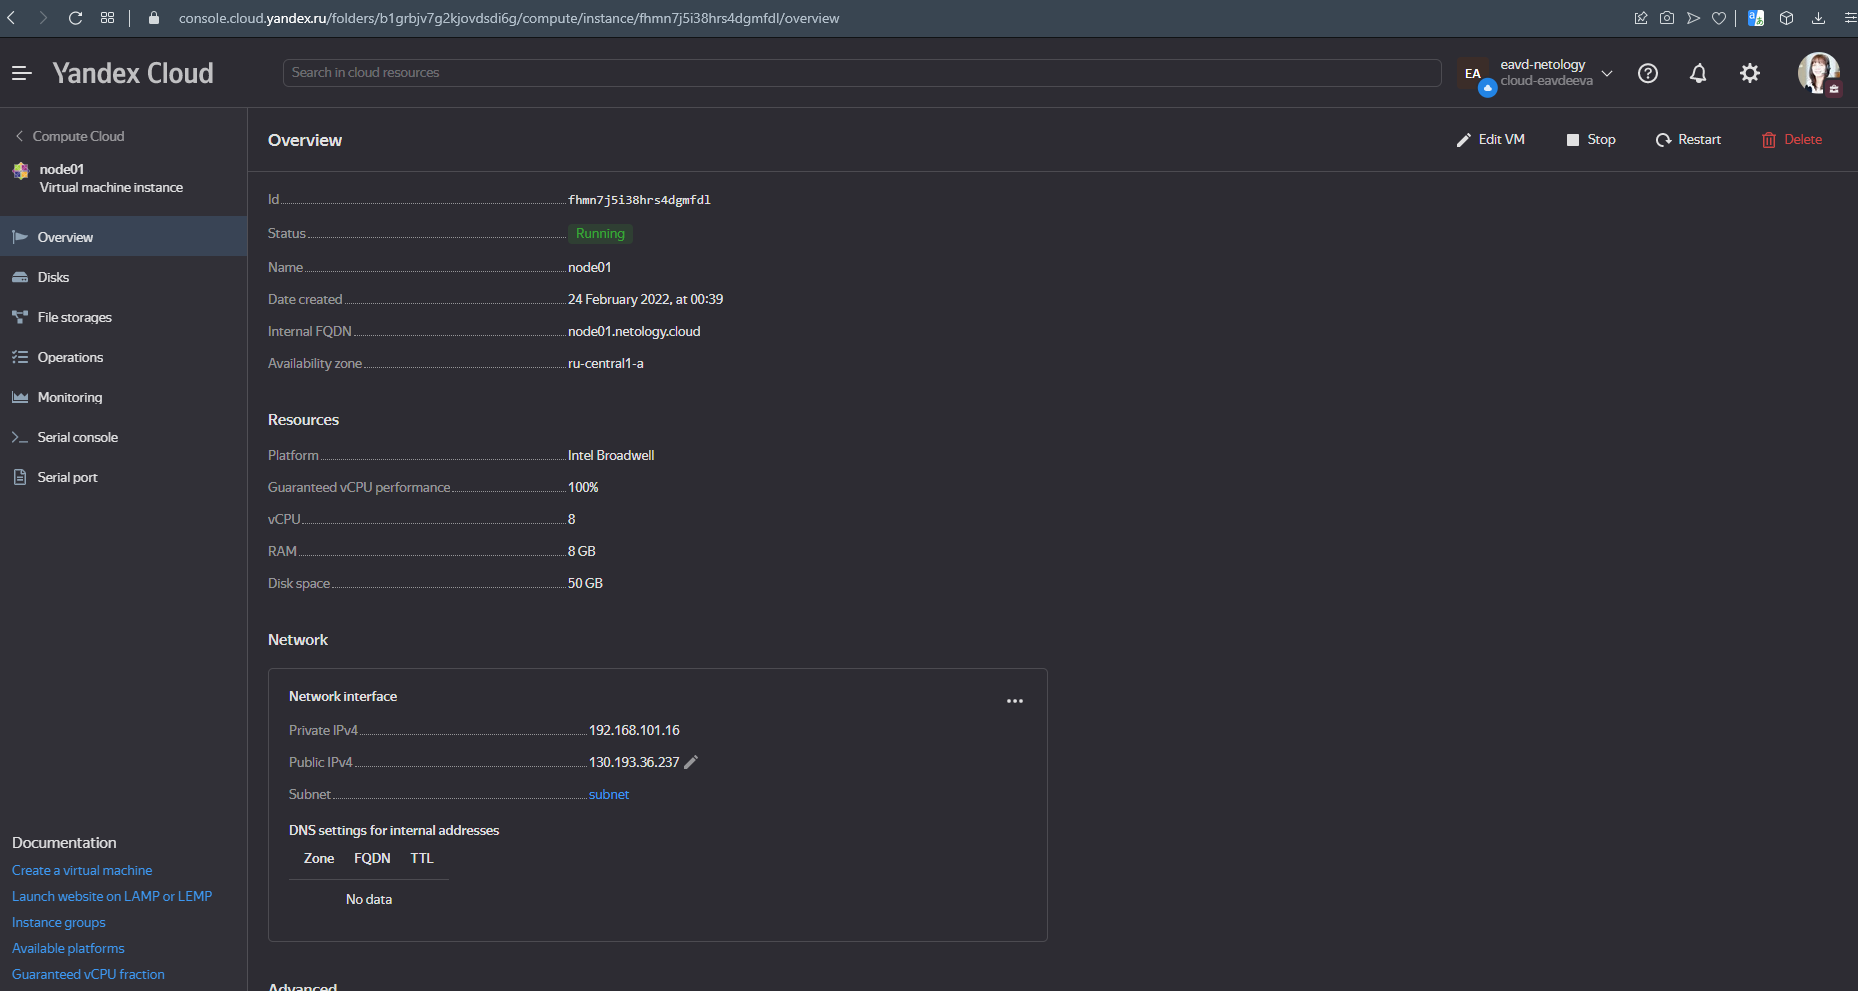 console.cloud.yandex.ru/folders/b1grbjv7g2kjovdsdi6g/compute/instance/fhmn7j5i38hrs4dgmfdl/overview
Yandex Cloud
Search in cloud resources
EA
eavd-netology
cloud-eavdeeva
Compute Cloud
node01
Virtual machine instance
Overview
Disks
File storages
Operations
Monitoring
Serial console
Serial port
Documentation
Create a virtual machine
Launch website on LAMP or LEMP
Instance groups
Available platforms
Guaranteed vCPU fraction
Overview
Edit VM
Stop
Restart
Delete
Id fhmn7j5i38hrs4dgmfdl
Status Running
Name node01
Date created 24 February 2022, at 00:39
Internal FQDN node01.netology.cloud
Availability zone ru-central1-a
Resources
Platform Intel Broadwell
Guaranteed vCPU performance 100%
vCPU 8
RAM 8 GB
Disk space 50 GB
Network
Network interface
Private IPv4 192.168.101.16
Public IPv4 130.193.36.237
Subnet subnet
DNS settings for internal addresses
Zone FQDN TTL
No data
Advanced